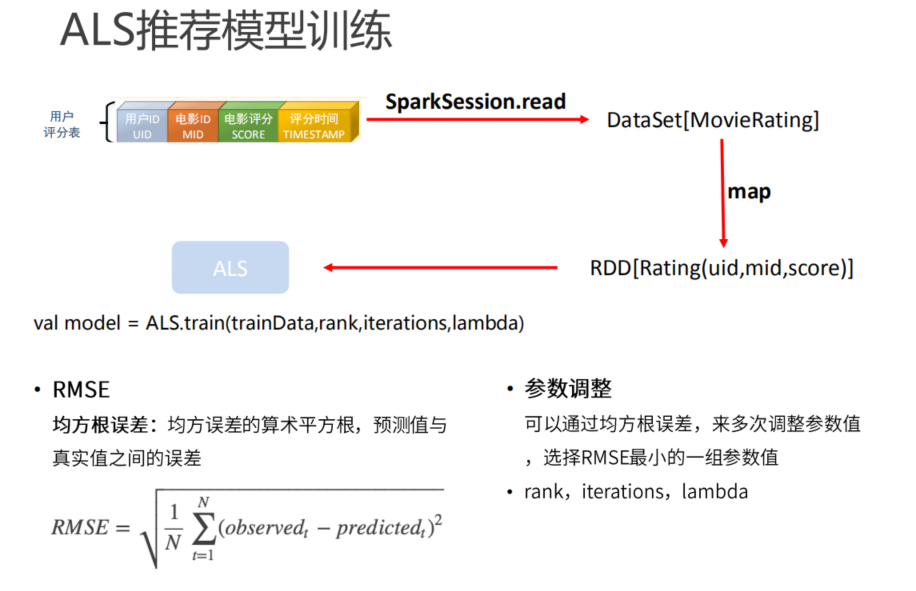 ALS推荐模型训练
用户
评分表
用户ID
UID
电影ID
MID
电影评分
SCORE
评分时间
TIMESTAMP
SparkSession.read
DataSet[MovieRating]
map
ALS
RDD[Rating(uid,mid,score)]
val model = ALS.train(trainData,rank,iterations,lambda)
• RMSE
均方根误差：均方误差的算术平方根，预测值与
真实值之间的误差
RMSE = √(1/N ∑_{t=1}^{N} (observed_t − predicted_t)²)
• 参数调整
可以通过均方根误差，来多次调整参数值
，选择RMSE最小的一组参数值
• rank，iterations，lambda